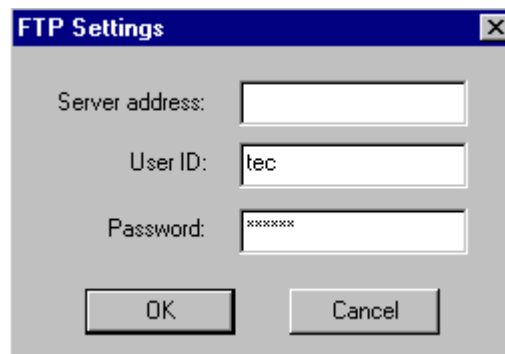 FTP Settings
Server address:
User ID: tec
Password: ******
OK Cancel